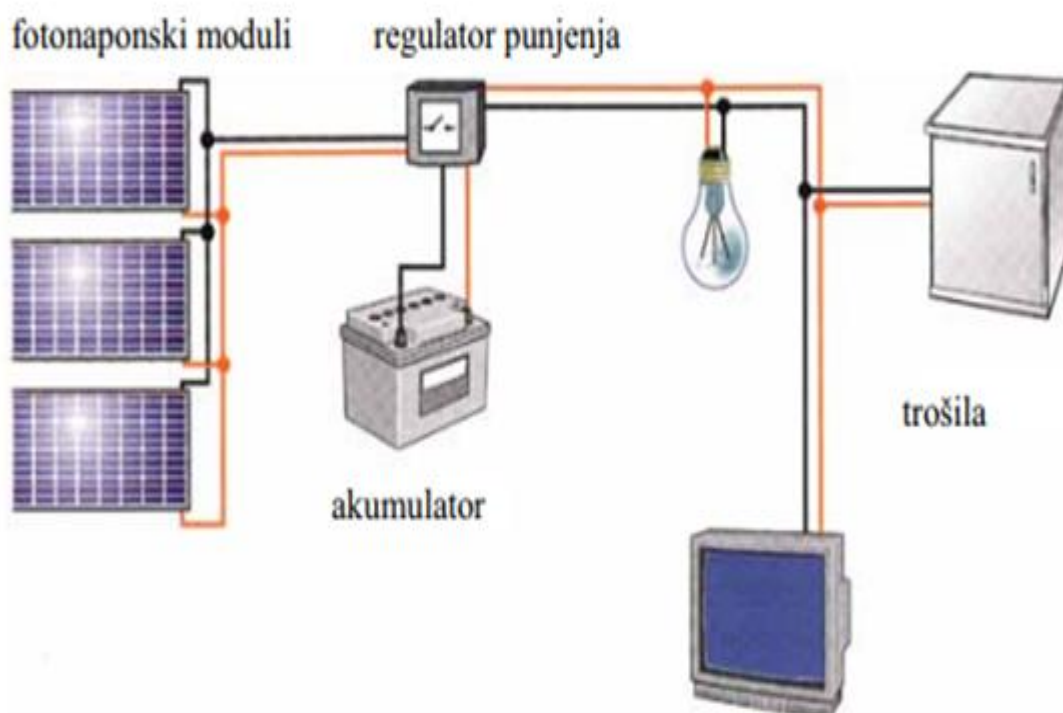 fotonaponski moduli
regulator punjenja
akumulator
trošila